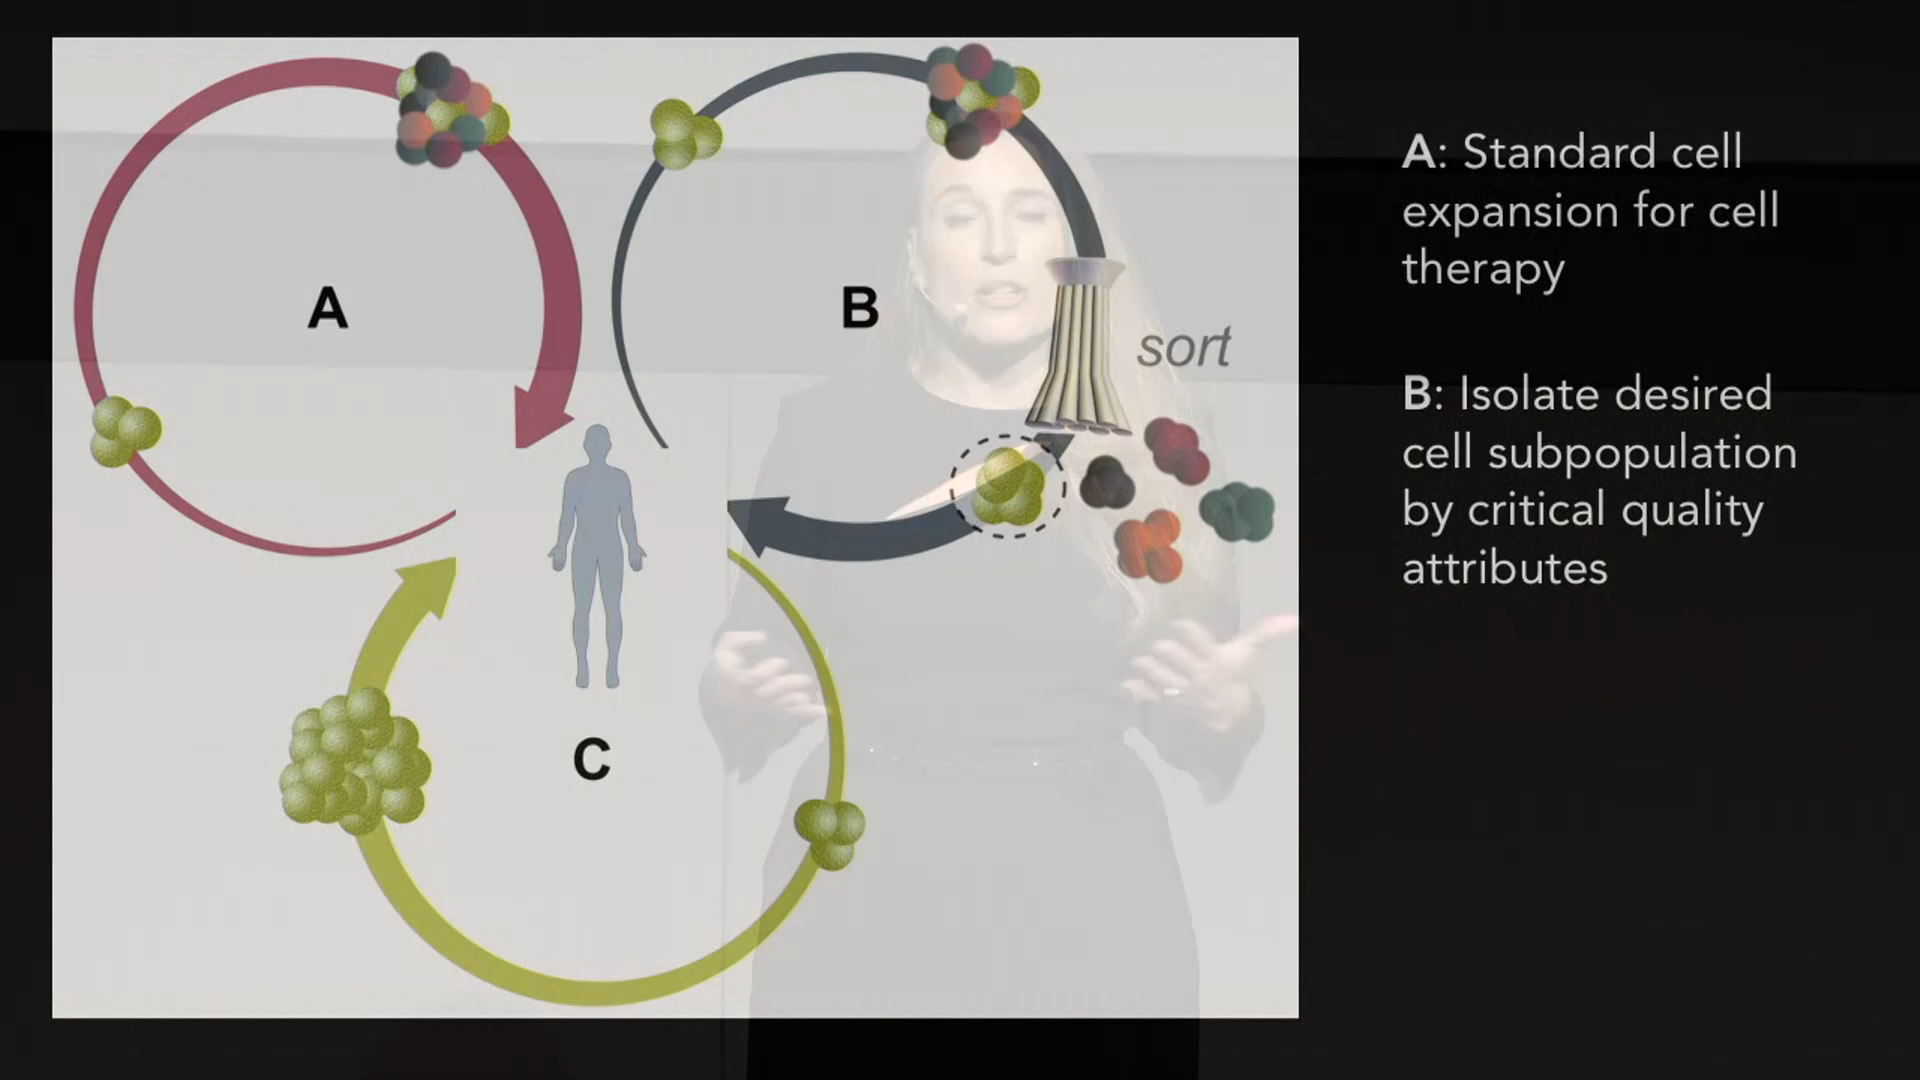 A
B
sort
C
A: Standard cell
expansion for cell
therapy
B: Isolate desired
cell subpopulation
by critical quality
attributes